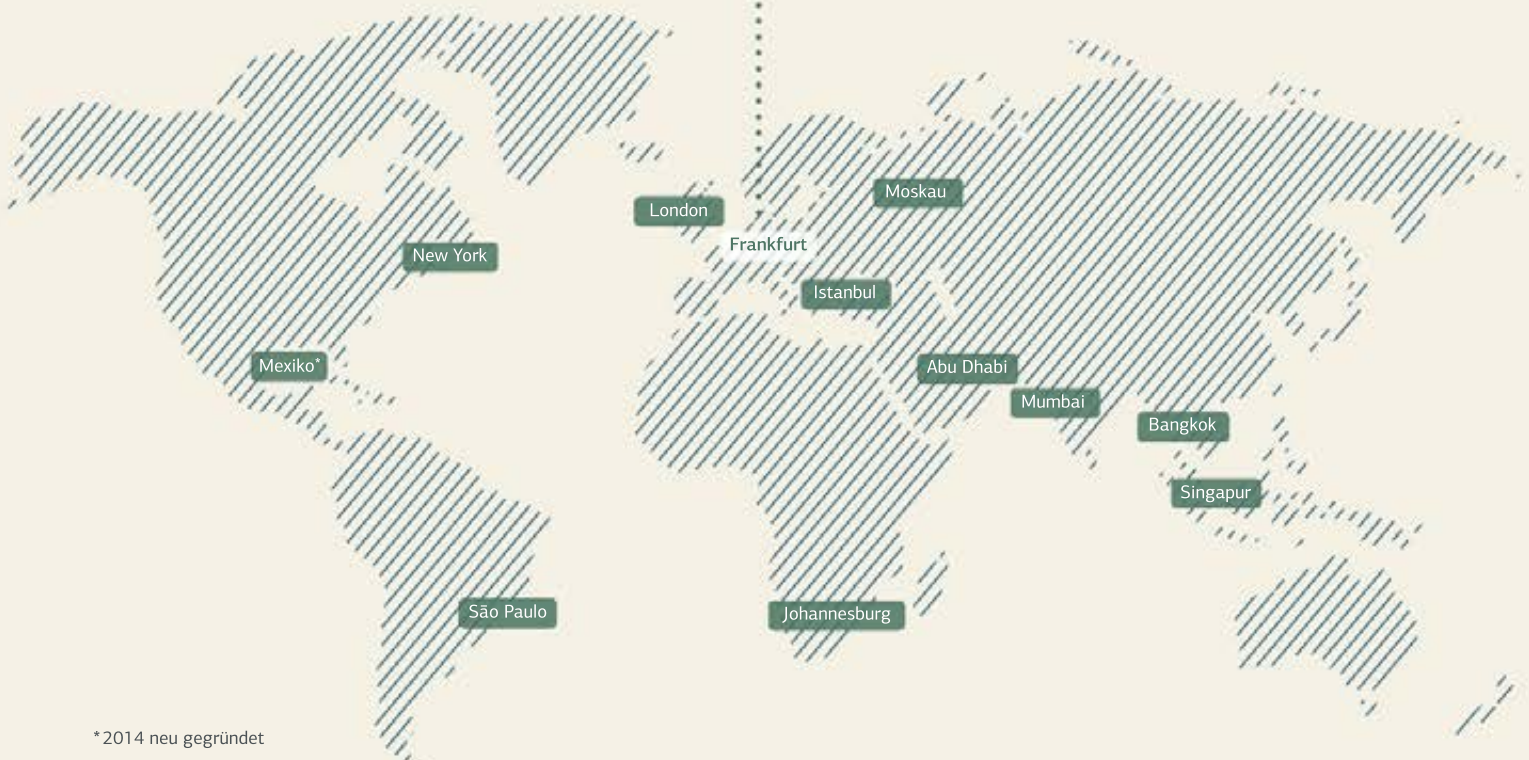 Moskau
London
Frankfurt
New York
Istanbul
Mexiko*
Abu Dhabi
Mumbai
Bangkok
Singapur
São Paulo
Johannesburg
*2014 neu gegründet